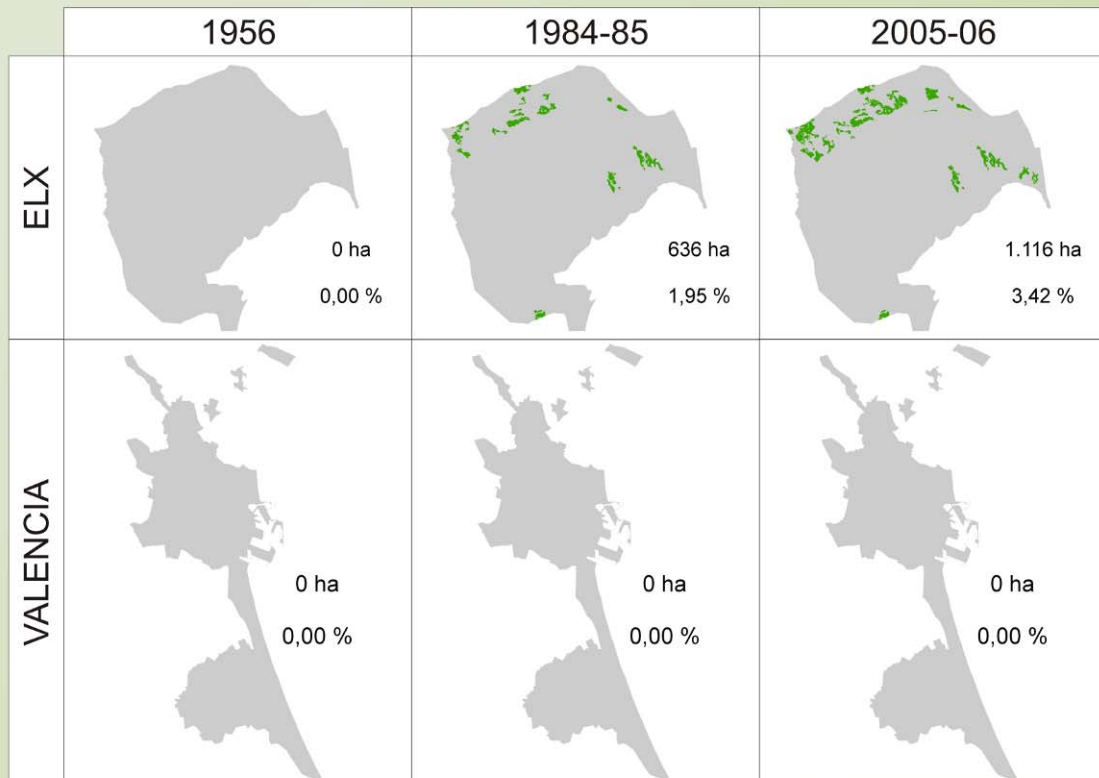 1956 1984-85 2005-06
ELX
0 ha 636 ha 1.116 ha
0,00 % 1,95 % 3,42 %
VALENCIA
0 ha 0 ha 0 ha
0,00 % 0,00 % 0,00 %